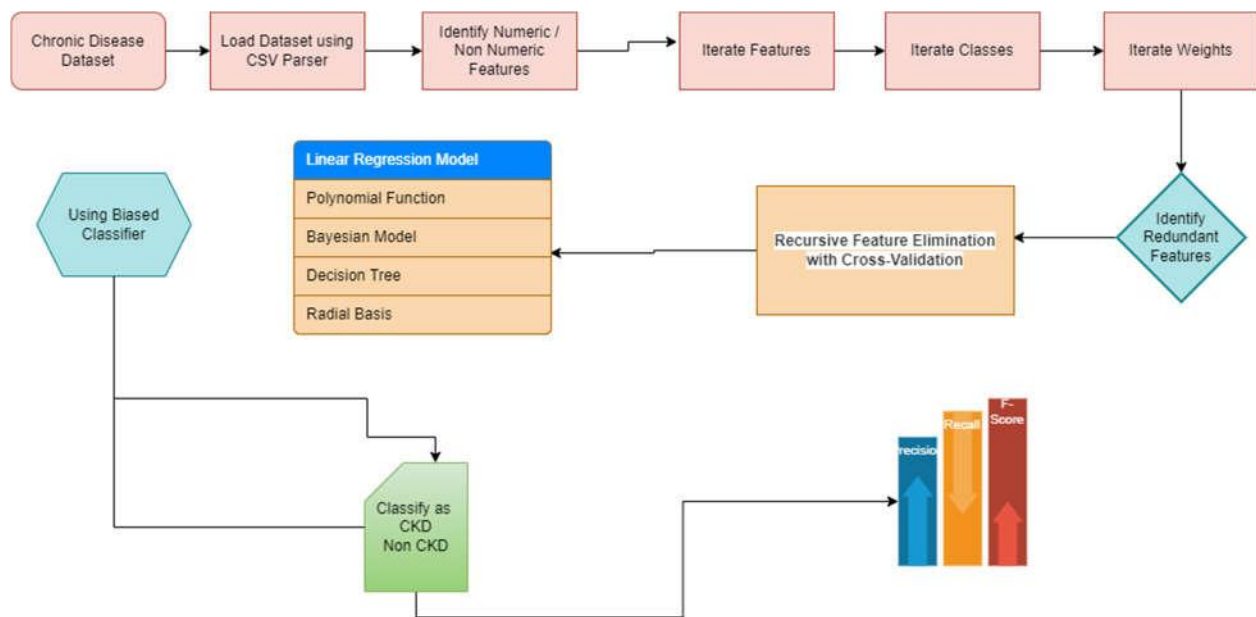 Chronic Disease
Dataset
Load Dataset using
CSV Parser
Identify Numeric /
Non Numeric
Features
Iterate Features
Iterate Classes
Iterate Weights
Using Biased
Classifier
Linear Regression Model
Polynomial Function
Bayesian Model
Decision Tree
Radial Basis
Recursive Feature Elimination
with Cross-Validation
Identify
Redundant
Features
Classify as
CKD
Non CKD
recisio
Recall
F-
Score